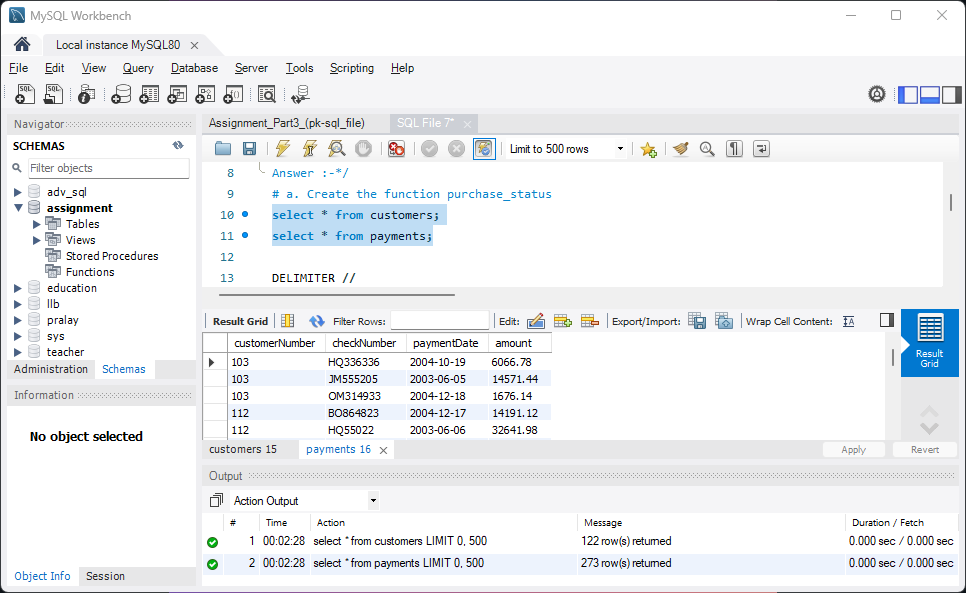 MySQL Workbench
Local instance MySQL80
File Edit View Query Database Server Tools Scripting Help
Navigator
SCHEMAS
Filter objects
adv_sql
assignment
Tables
Views
Stored Procedures
Functions
education
llb
pralay
sys
teacher
Administration Schemas
Information
No object selected
Object Info Session
Assignment_Part3_(pk-sql_file) SQL File 7*
Limit to 500 rows
8 Answer :-*/
9 # a. Create the function purchase_status
10 select * from customers;
11 select * from payments;
12
13 DELIMITER //
Result Grid Filter Rows: Edit: Export/Import: Wrap Cell Content:
customerNumber checkNumber paymentDate amount
103 HQ336336 2004-10-19 6066.78
103 JM555205 2003-06-05 14571.44
103 OM314933 2004-12-18 1676.14
112 BO864823 2004-12-17 14191.12
112 HQ55022 2003-06-06 32641.98
Result
Grid
customers 15 payments 16 Apply Revert
Output
Action Output
# Time Action Message Duration / Fetch
1 00:02:28 select * from customers LIMIT 0, 500 122 row(s) returned 0.000 sec / 0.000 sec
2 00:02:28 select * from payments LIMIT 0, 500 273 row(s) returned 0.000 sec / 0.000 sec